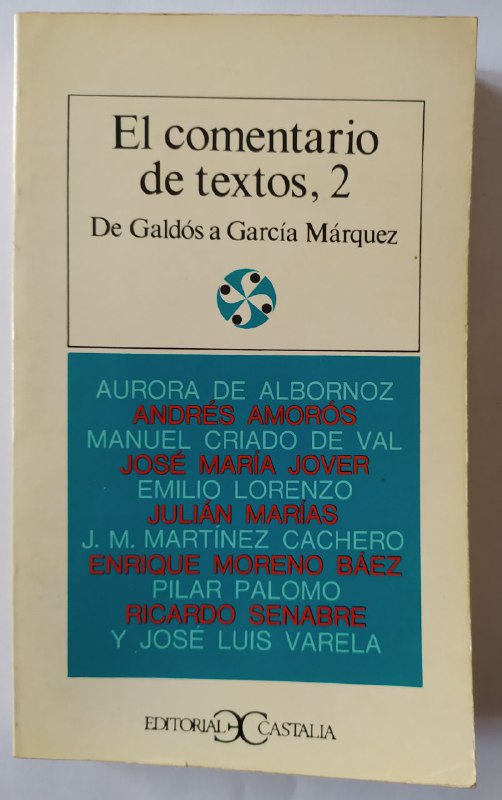 El comentario
de textos, 2
De Galdós a García Márquez
AURORA DE ALBORNOZ
ANDRÉS AMORÓS
MANUEL CRIADO DE VAL
JOSÉ MARÍA JOVER
EMILIO LORENZO
JULIÁN MARÍAS
J. M. MARTÍNEZ CACHERO
ENRIQUE MORENO BÁEZ
PILAR PALOMO
RICARDO SENABRE
Y JOSÉ LUIS VARELA
EDITORIAL CASTALIA